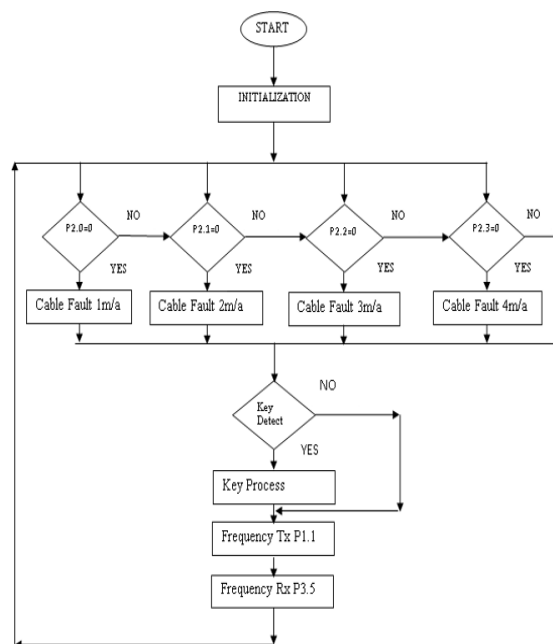 START
INITIALIZATION
P2.0=0
NO
P2.1=0
NO
P2.2=0
NO
P2.3=0
NO
YES
YES
YES
YES
Cable Fault 1m/a
Cable Fault 2m/a
Cable Fault 3m/a
Cable Fault 4m/a
Key
Detect
NO
YES
Key Process
Frequency Tx P1.1
Frequency Rx P3.5